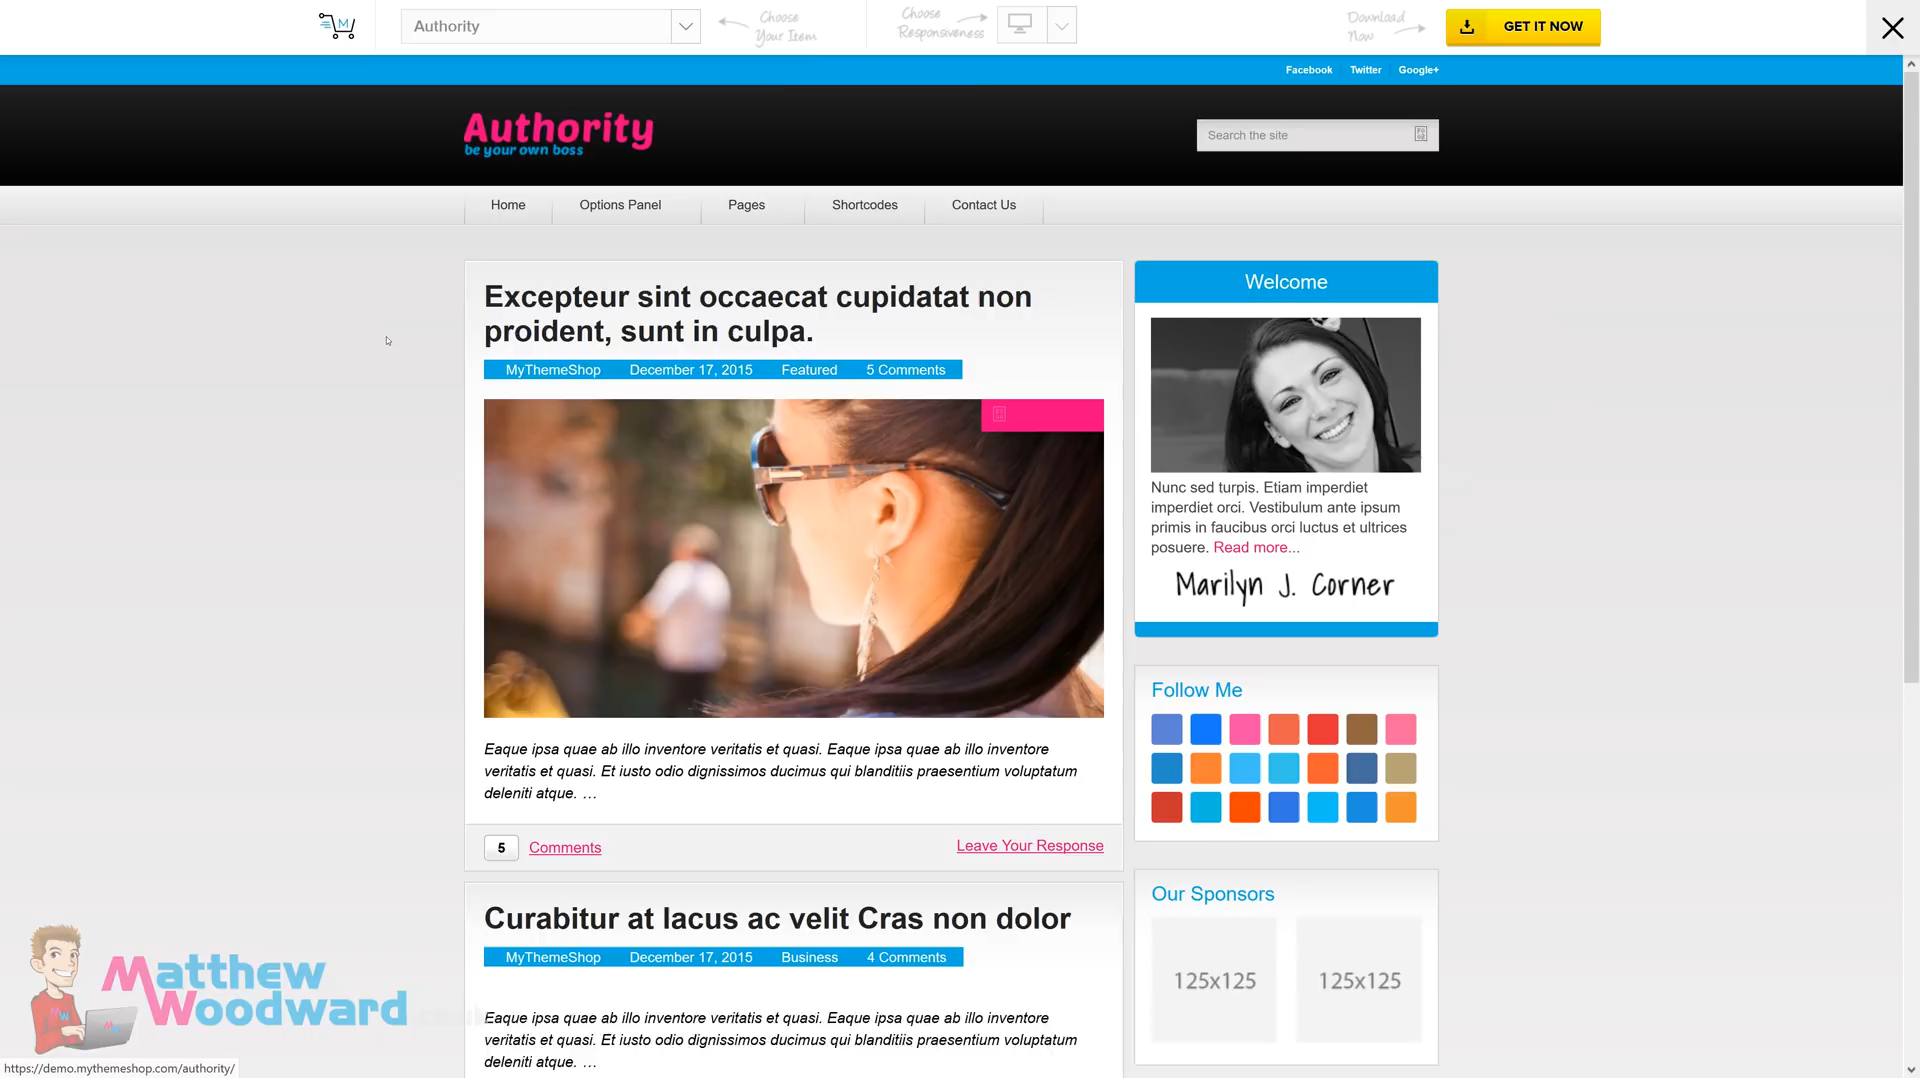 M
Authority
Choose
Your Item
Choose
Responsiveness
Download
Now
GET IT NOW
Facebook Twitter Google+
Authority
be your own boss
Search the site
Home Options Panel Pages Shortcodes Contact Us
Excepteur sint occaecat cupidatat non
proident, sunt in culpa.
MyThemeShop December 17, 2015 Featured 5 Comments
Eaque ipsa quae ab illo inventore veritatis et quasi. Eaque ipsa quae ab illo inventore
veritatis et quasi. Et iusto odio dignissimos ducimus qui blanditiis praesentium voluptatum
deleniti atque. …
5 Comments
Leave Your Response
Curabitur at lacus ac velit Cras non dolor
MyThemeShop December 17, 2015 Business 4 Comments
Eaque ipsa quae ab illo inventore veritatis et quasi. Eaque ipsa quae ab illo inventore
veritatis et quasi. Et iusto odio dignissimos ducimus qui blanditiis praesentium voluptatum
deleniti atque. …
Welcome
Nunc sed turpis. Etiam imperdiet
imperdiet orci. Vestibulum ante ipsum
primis in faucibus orci luctus et ultrices
posuere. Read more...
Marilyn J. Corner
Follow Me
Our Sponsors
125x125 125x125
Matthew
Woodward
https://demo.mythemeshop.com/authority/